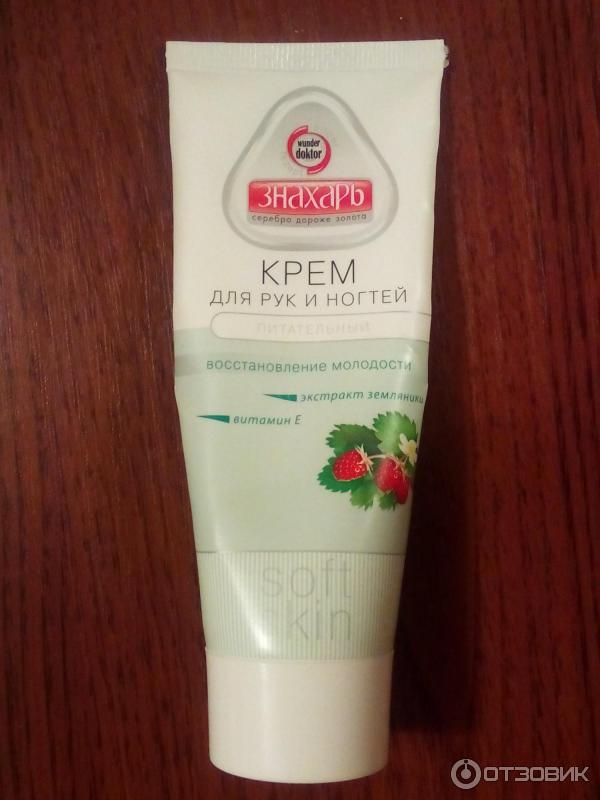 wunder
doktor
ЗНАХАРЬ
серебро дороже золота
КРЕМ
ДЛЯ РУК И НОГТЕЙ
ПИТАТЕЛЬНЫЙ
ВОССТАНОВЛЕНИЕ МОЛОДОСТИ
экстракт земляники
витамин Е
soft
skin
ОТЗОВИК